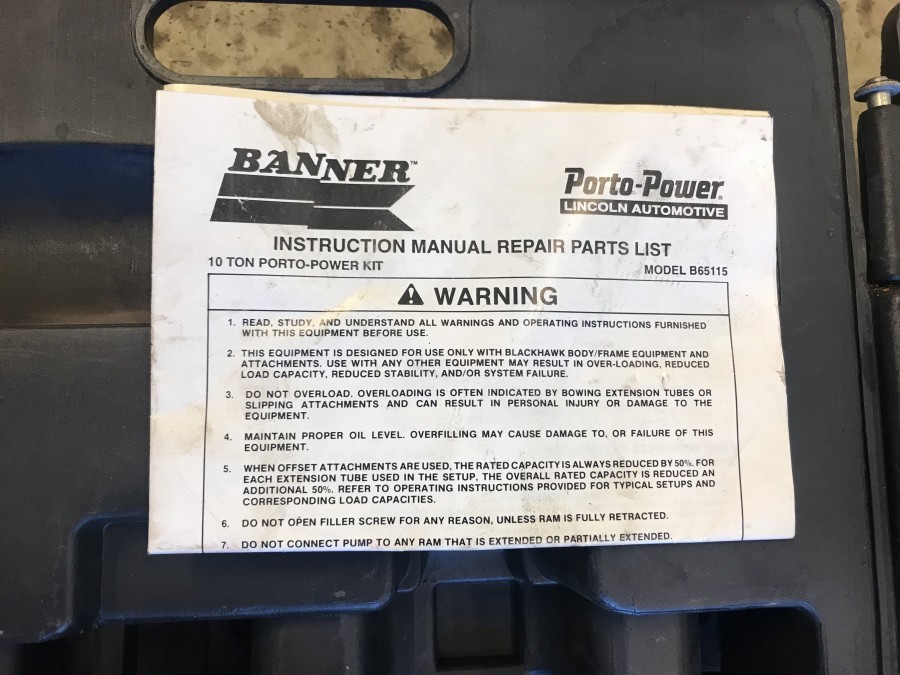 BANNER™
Porto-Power®
LINCOLN AUTOMOTIVE
INSTRUCTION MANUAL REPAIR PARTS LIST
10 TON PORTO-POWER KIT
MODEL B65115
WARNING
1. READ, STUDY, AND UNDERSTAND ALL WARNINGS AND OPERATING INSTRUCTIONS FURNISHED
WITH THIS EQUIPMENT BEFORE USE.
2. THIS EQUIPMENT IS DESIGNED FOR USE ONLY WITH BLACKHAWK BODY/FRAME EQUIPMENT AND
ATTACHMENTS. USE WITH ANY OTHER EQUIPMENT MAY RESULT IN OVER-LOADING, REDUCED
LOAD CAPACITY, REDUCED STABILITY, AND/OR SYSTEM FAILURE.
3. DO NOT OVERLOAD. OVERLOADING IS OFTEN INDICATED BY BOWING EXTENSION TUBES OR
SLIPPING ATTACHMENTS AND CAN RESULT IN PERSONAL INJURY OR DAMAGE TO THE
EQUIPMENT.
4. MAINTAIN PROPER OIL LEVEL. OVERFILLING MAY CAUSE DAMAGE TO, OR FAILURE OF THIS
EQUIPMENT.
5. WHEN OFFSET ATTACHMENTS ARE USED, THE RATED CAPACITY IS ALWAYS REDUCED BY 50%. FOR
EACH EXTENSION TUBE USED IN THE SETUP, THE OVERALL RATED CAPACITY IS REDUCED AN
ADDITIONAL 50%. REFER TO OPERATING INSTRUCTIONS PROVIDED FOR TYPICAL SETUPS AND
CORRESPONDING LOAD CAPACITIES.
6. DO NOT OPEN FILLER SCREW FOR ANY REASON, UNLESS RAM IS FULLY RETRACTED.
7. DO NOT CONNECT PUMP TO ANY RAM THAT IS EXTENDED OR PARTIALLY EXTENDED.